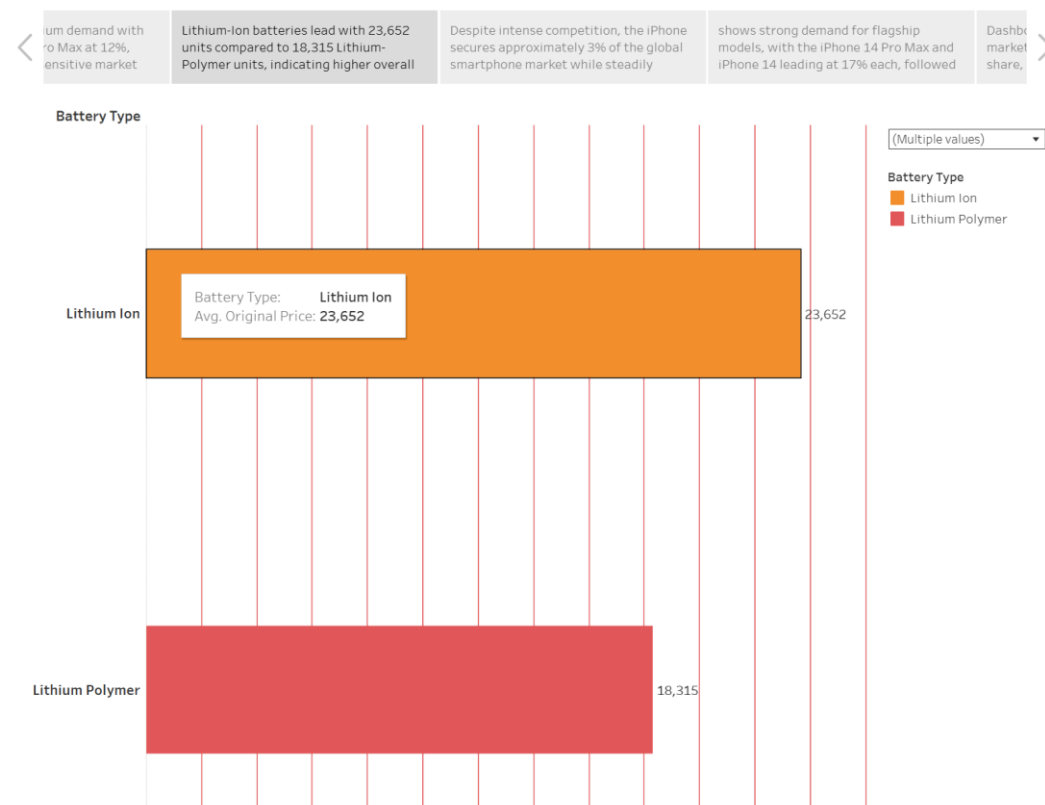 um demand with
ro Max at 12%,
ensitive market
Lithium-Ion batteries lead with 23,652
units compared to 18,315 Lithium-
Polymer units, indicating higher overall
Despite intense competition, the iPhone
secures approximately 3% of the global
smartphone market while steadily
shows strong demand for flagship
models, with the iPhone 14 Pro Max and
iPhone 14 leading at 17% each, followed
Dashbo
market
share,
Battery Type
(Multiple values)
Battery Type
Lithium Ion
Lithium Polymer
Lithium Ion
Battery Type: Lithium Ion
Avg. Original Price: 23,652
23,652
Lithium Polymer
18,315